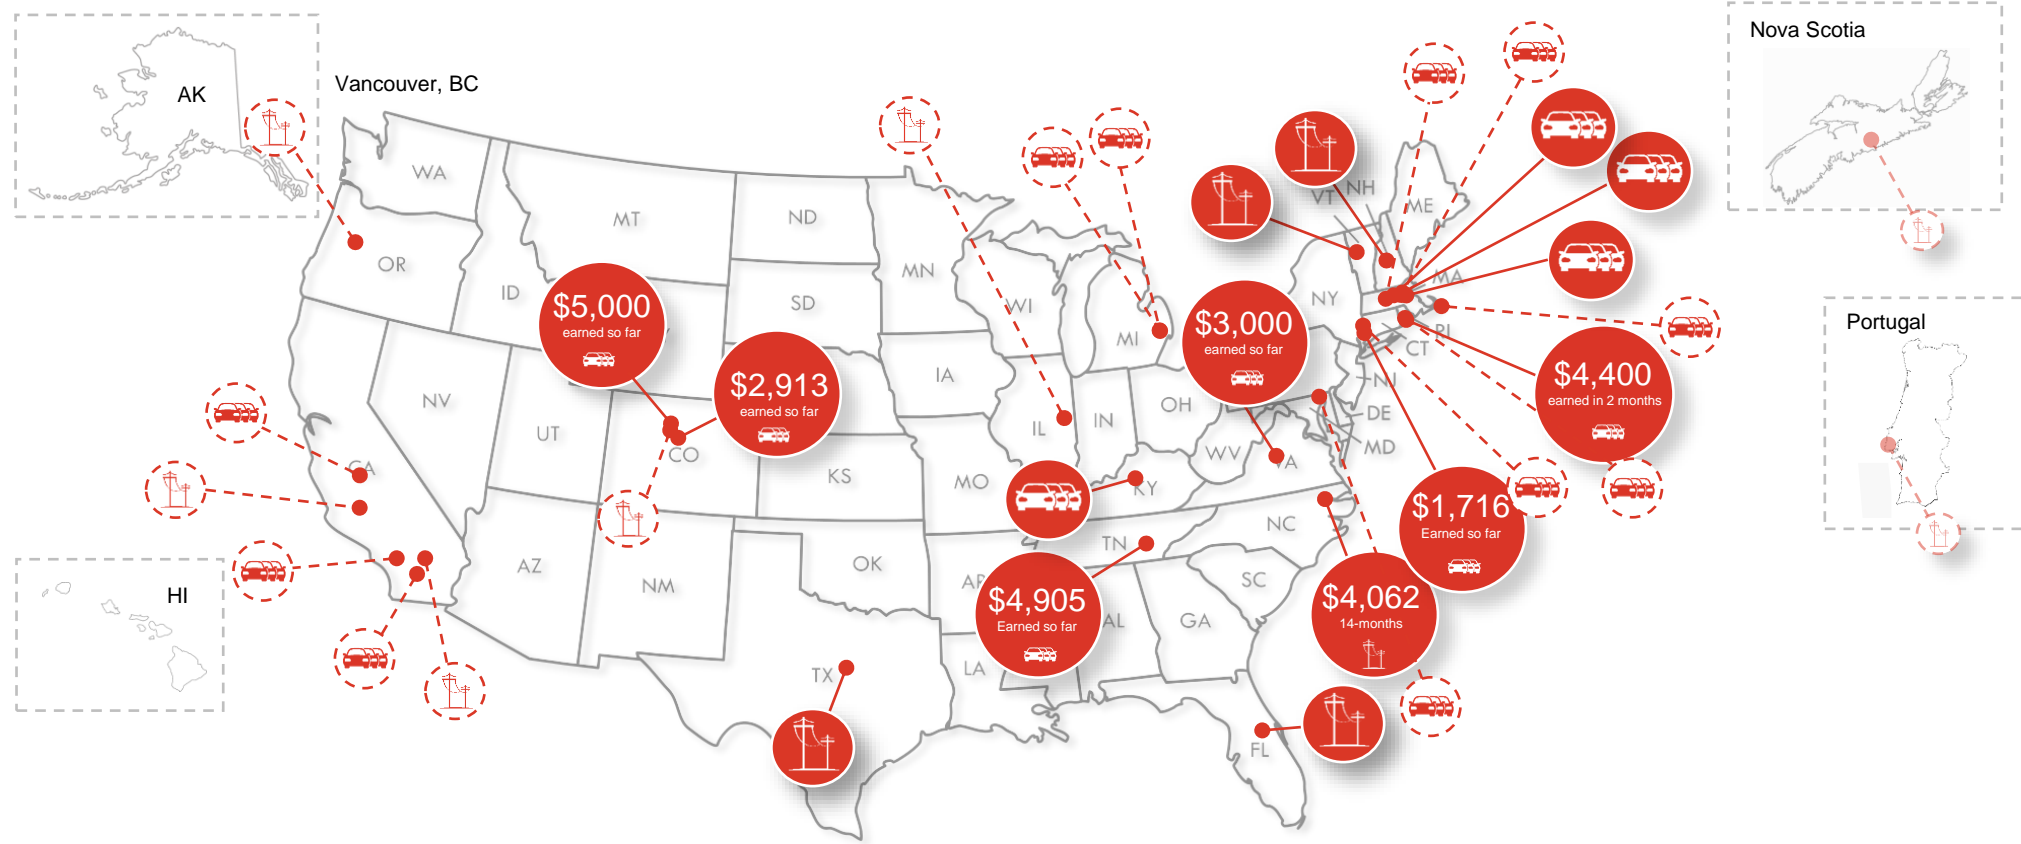 Nova Scotia
Vancouver, BC
AK
WA
MT
ND
MN
VT
NH
ME
OR
ID
SD
WI
MI
NY
MA
RI
CT
NJ
DE
MD
Portugal
$5,000
earned so far
$2,913
earned so far
$3,000
earned so far
$4,400
earned in 2 months
NV
UT
CO
IA
IL
IN
OH
WV
VA
CA
KS
MO
KY
$1,716
Earned so far
AZ
NM
OK
AR
TN
NC
SC
HI
$4,905
Earned so far
AL
GA
$4,062
14-months
TX
LA
FL